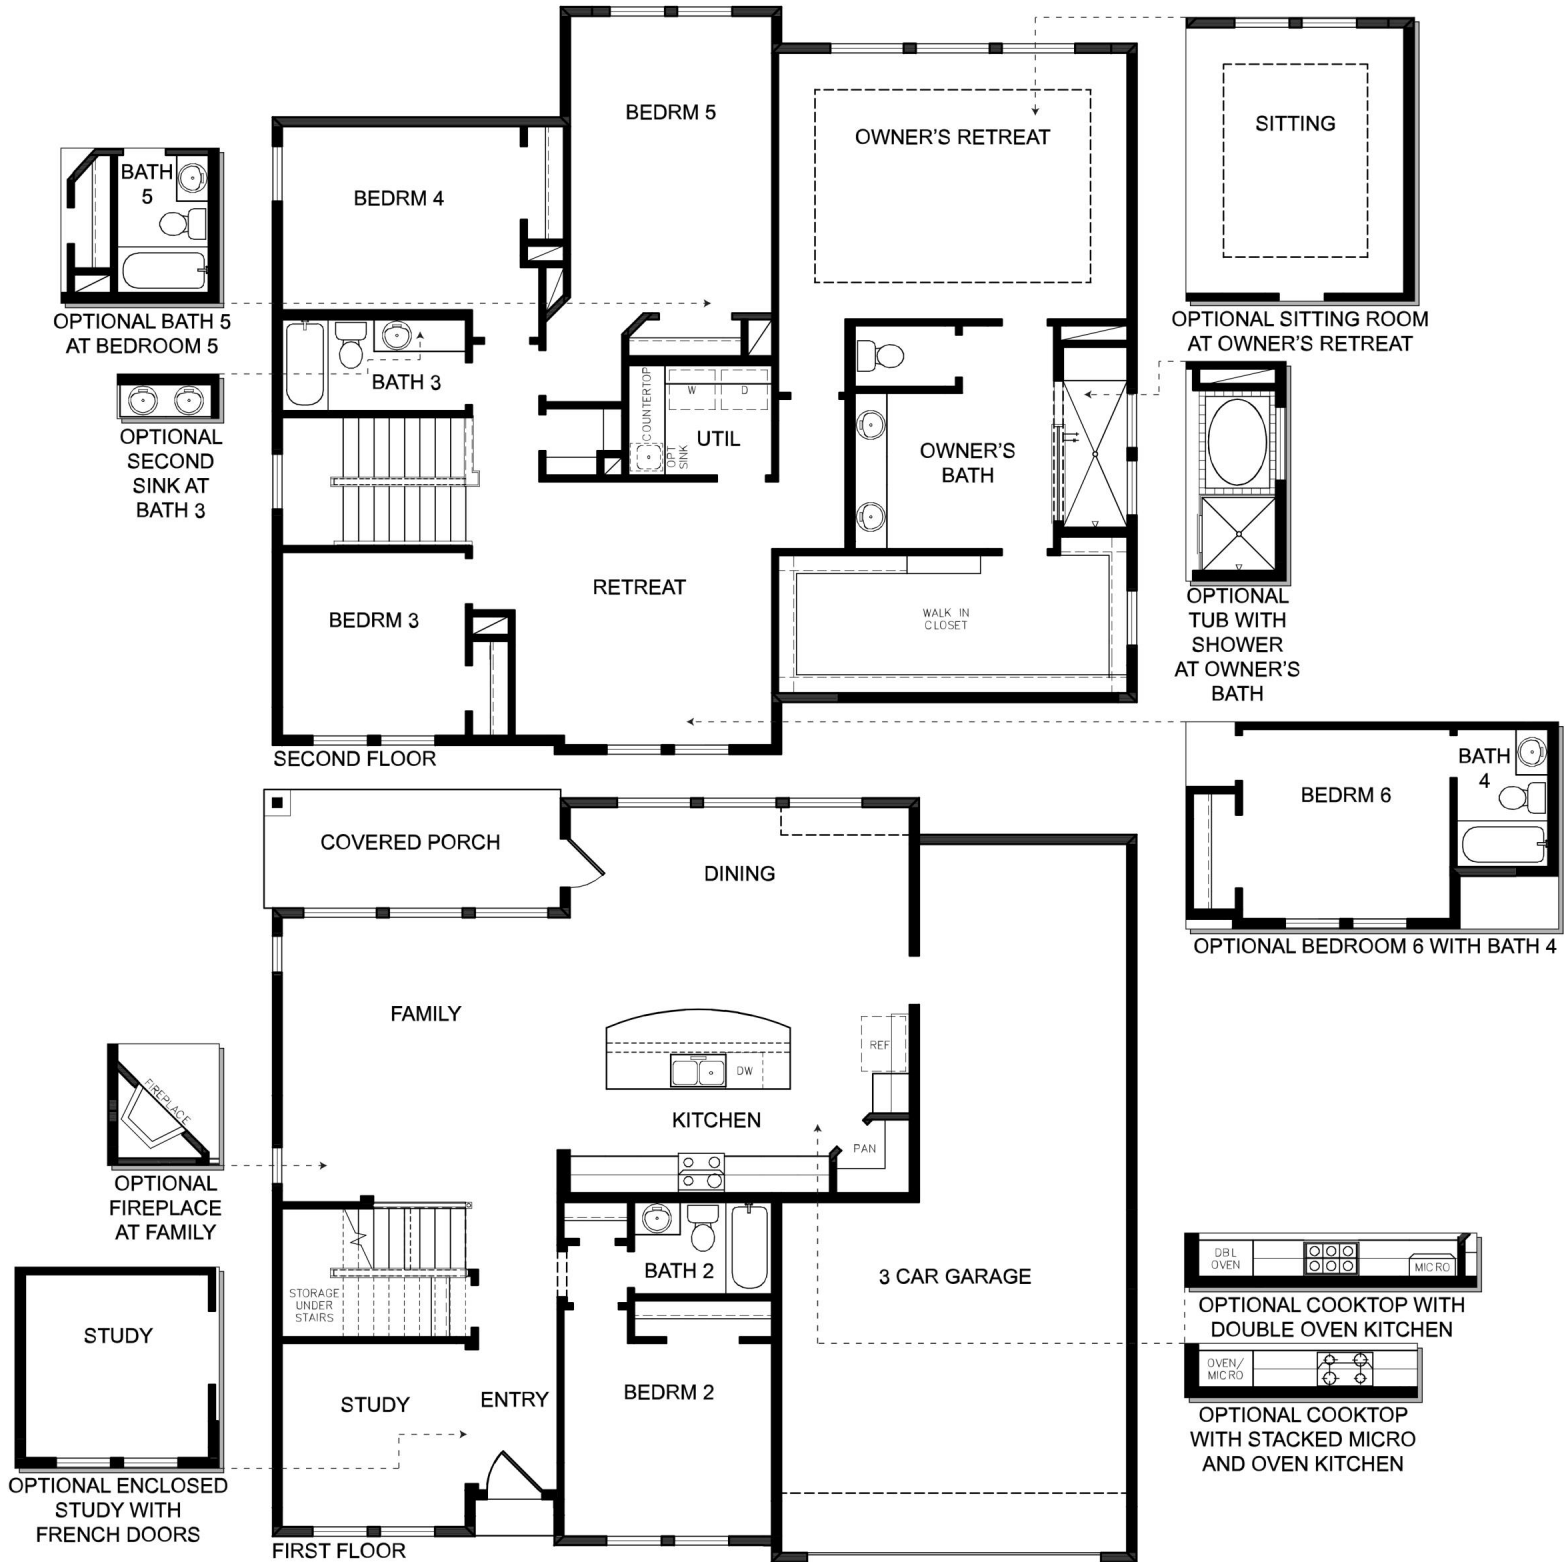 BEDRM 5
OWNER'S RETREAT
SITTING
BATH
5
BEDRM 4
OPTIONAL BATH 5
AT BEDROOM 5
OPTIONAL SITTING ROOM
AT OWNER'S RETREAT
BATH 3
COUNTERTOP
W
D
OPT
SINK
UTIL
OPTIONAL
SECOND
SINK AT
BATH 3
OWNER'S
BATH
OPTIONAL
TUB WITH
SHOWER
AT OWNER'S
BATH
RETREAT
BEDRM 3
WALK IN
CLOSET
SECOND FLOOR
BATH
4
BEDRM 6
OPTIONAL BEDROOM 6 WITH BATH 4
COVERED PORCH
DINING
FAMILY
REF
DW
KITCHEN
PAN
FIREPLACE
OPTIONAL
FIREPLACE
AT FAMILY
BATH 2
3 CAR GARAGE
STORAGE
UNDER
STAIRS
DBL
OVEN
MICRO
OPTIONAL COOKTOP WITH
DOUBLE OVEN KITCHEN
STUDY
OVEN/
MICRO
OPTIONAL COOKTOP
WITH STACKED MICRO
AND OVEN KITCHEN
STUDY
ENTRY
BEDRM 2
OPTIONAL ENCLOSED
STUDY WITH
FRENCH DOORS
FIRST FLOOR